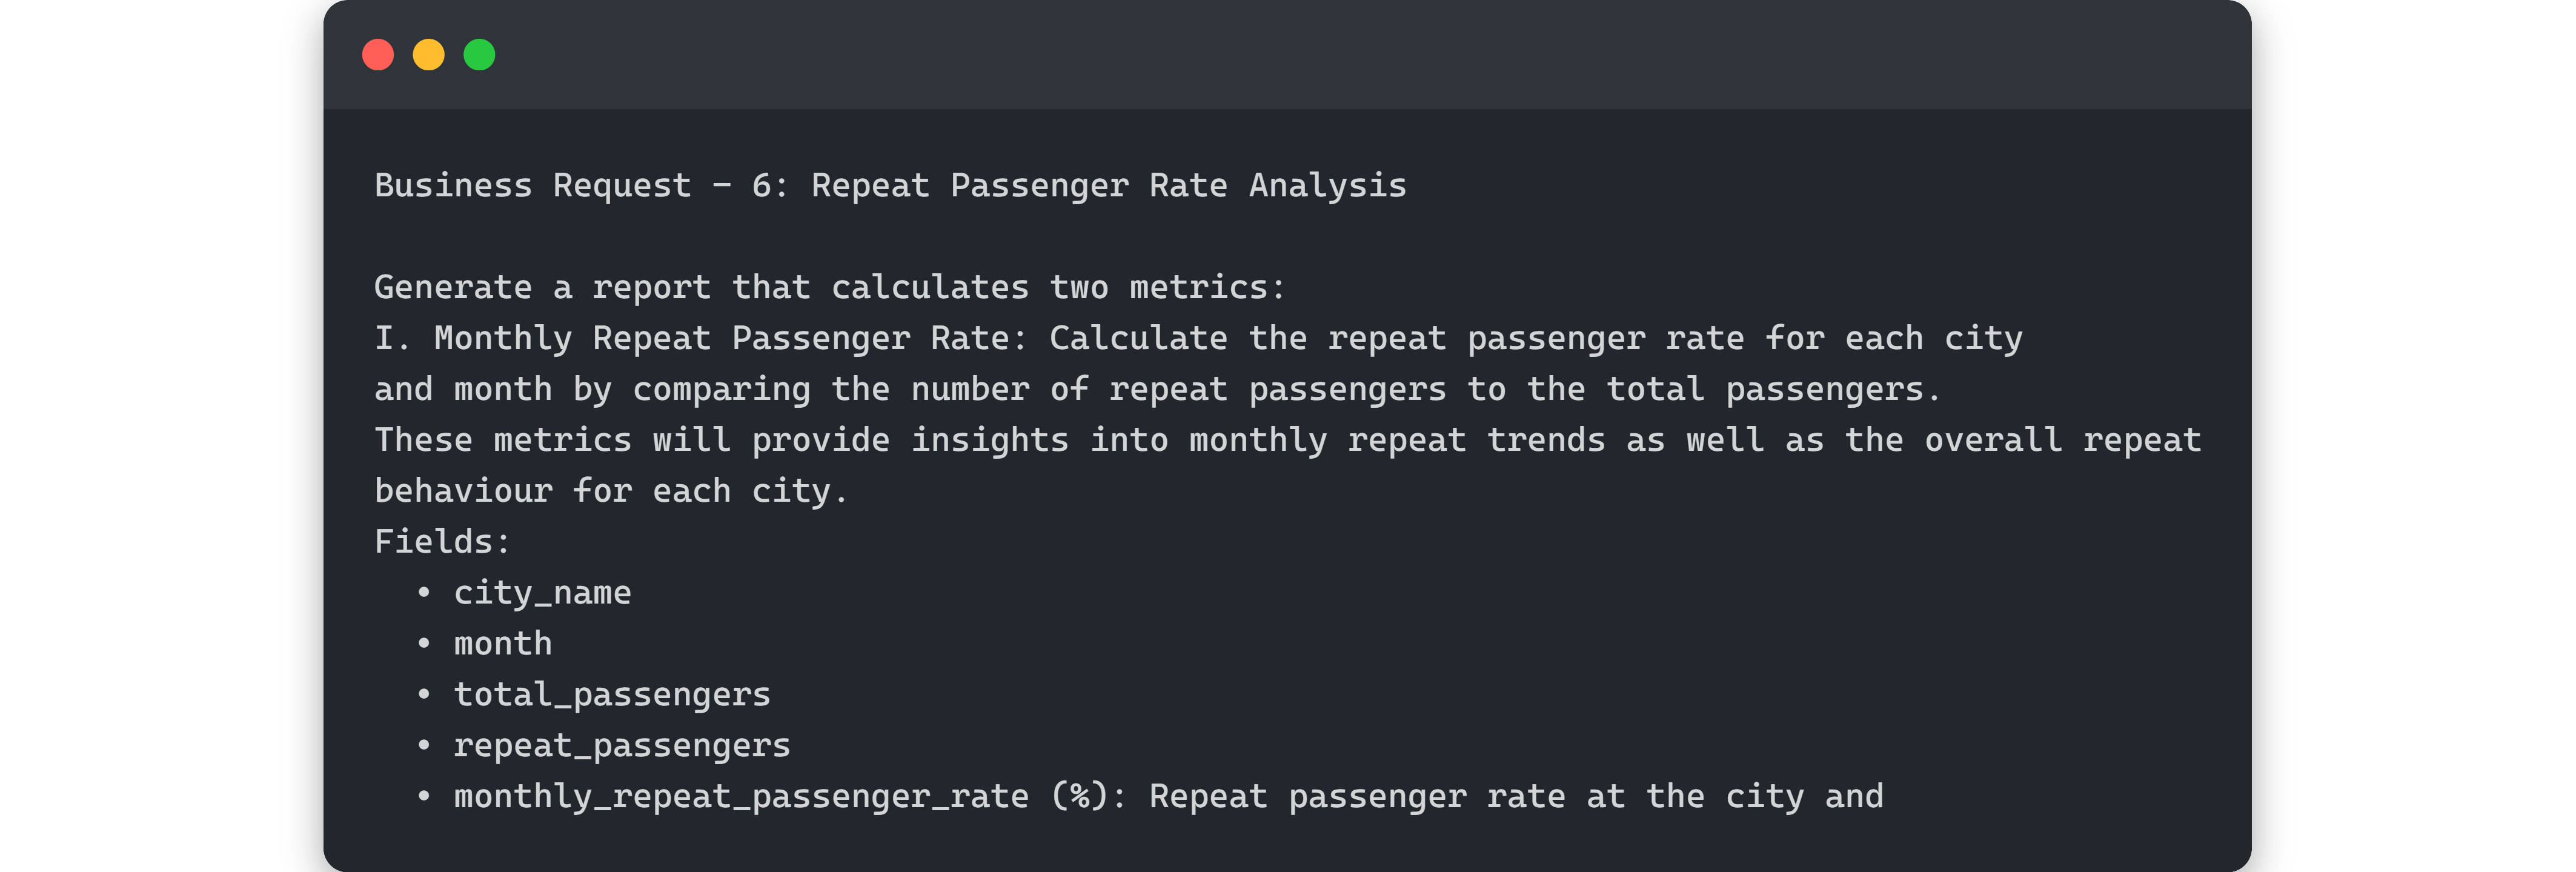 Business Request - 6: Repeat Passenger Rate Analysis
Generate a report that calculates two metrics:
I. Monthly Repeat Passenger Rate: Calculate the repeat passenger rate for each city
and month by comparing the number of repeat passengers to the total passengers.
These metrics will provide insights into monthly repeat trends as well as the overall repeat
behaviour for each city.
Fields:
• city_name
• month
• total_passengers
• repeat_passengers
• monthly_repeat_passenger_rate (%): Repeat passenger rate at the city and